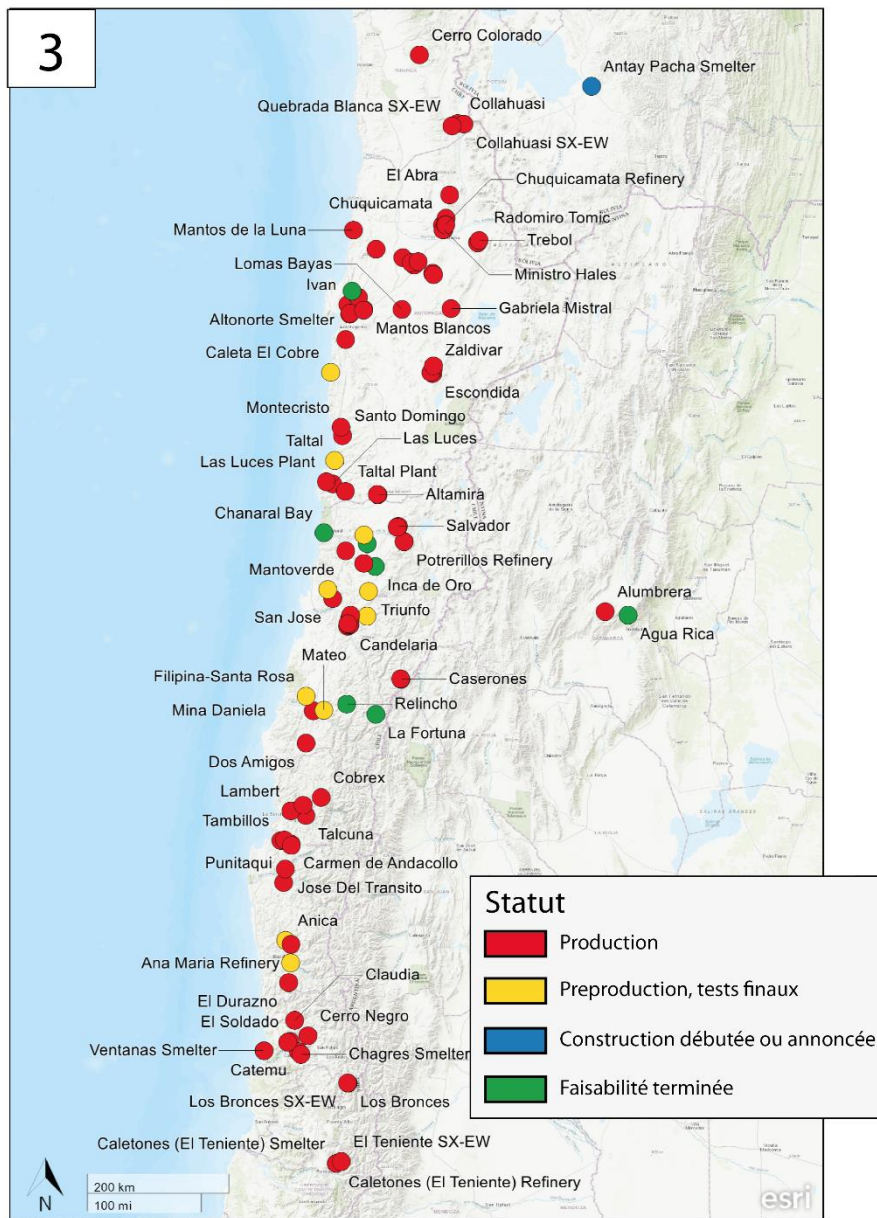 3
Cerro Colorado
Antay Pacha Smelter
Quebrada Blanca SX-EW
Collahuasi
Collahuasi SX-EW
El Abra
Chuquicamata Refinery
Chuquicamata
Radomiro Tomic
Mantos de la Luna
Trebol
Lomas Bayas
Ministro Hales
Ivan
Gabriela Mistral
Altonorte Smelter
Mantos Blancos
Caleta El Cobre
Zaldivar
Escondida
Montecristo
Santo Domingo
Taltal
Las Luces
Las Luces Plant
Taltal Plant
Altamira
Chanaral Bay
Salvador
Potrerillos Refinery
Mantoverde
Inca de Oro
Alumbrera
San Jose
Triunfo
Agua Rica
Candelaria
Mateo
Filipina-Santa Rosa
Caserones
Mina Daniela
Relincho
La Fortuna
Dos Amigos
Cobrex
Lambert
Tambillos
Talcuna
Punitaqui
Carmen de Andacollo
Jose Del Transito
Anica
Ana Maria Refinery
Claudia
El Durazno
El Soldado
Cerro Negro
Ventanas Smelter
Chagres Smelter
Catemu
Los Bronces SX-EW
Los Bronces
Caletones (El Teniente) Smelter
El Teniente SX-EW
Caletones (El Teniente) Refinery
Statut
Production
Preproduction, tests finaux
Construction débutée ou annoncée
Faisabilité terminée
N
200 km
100 mi
esri